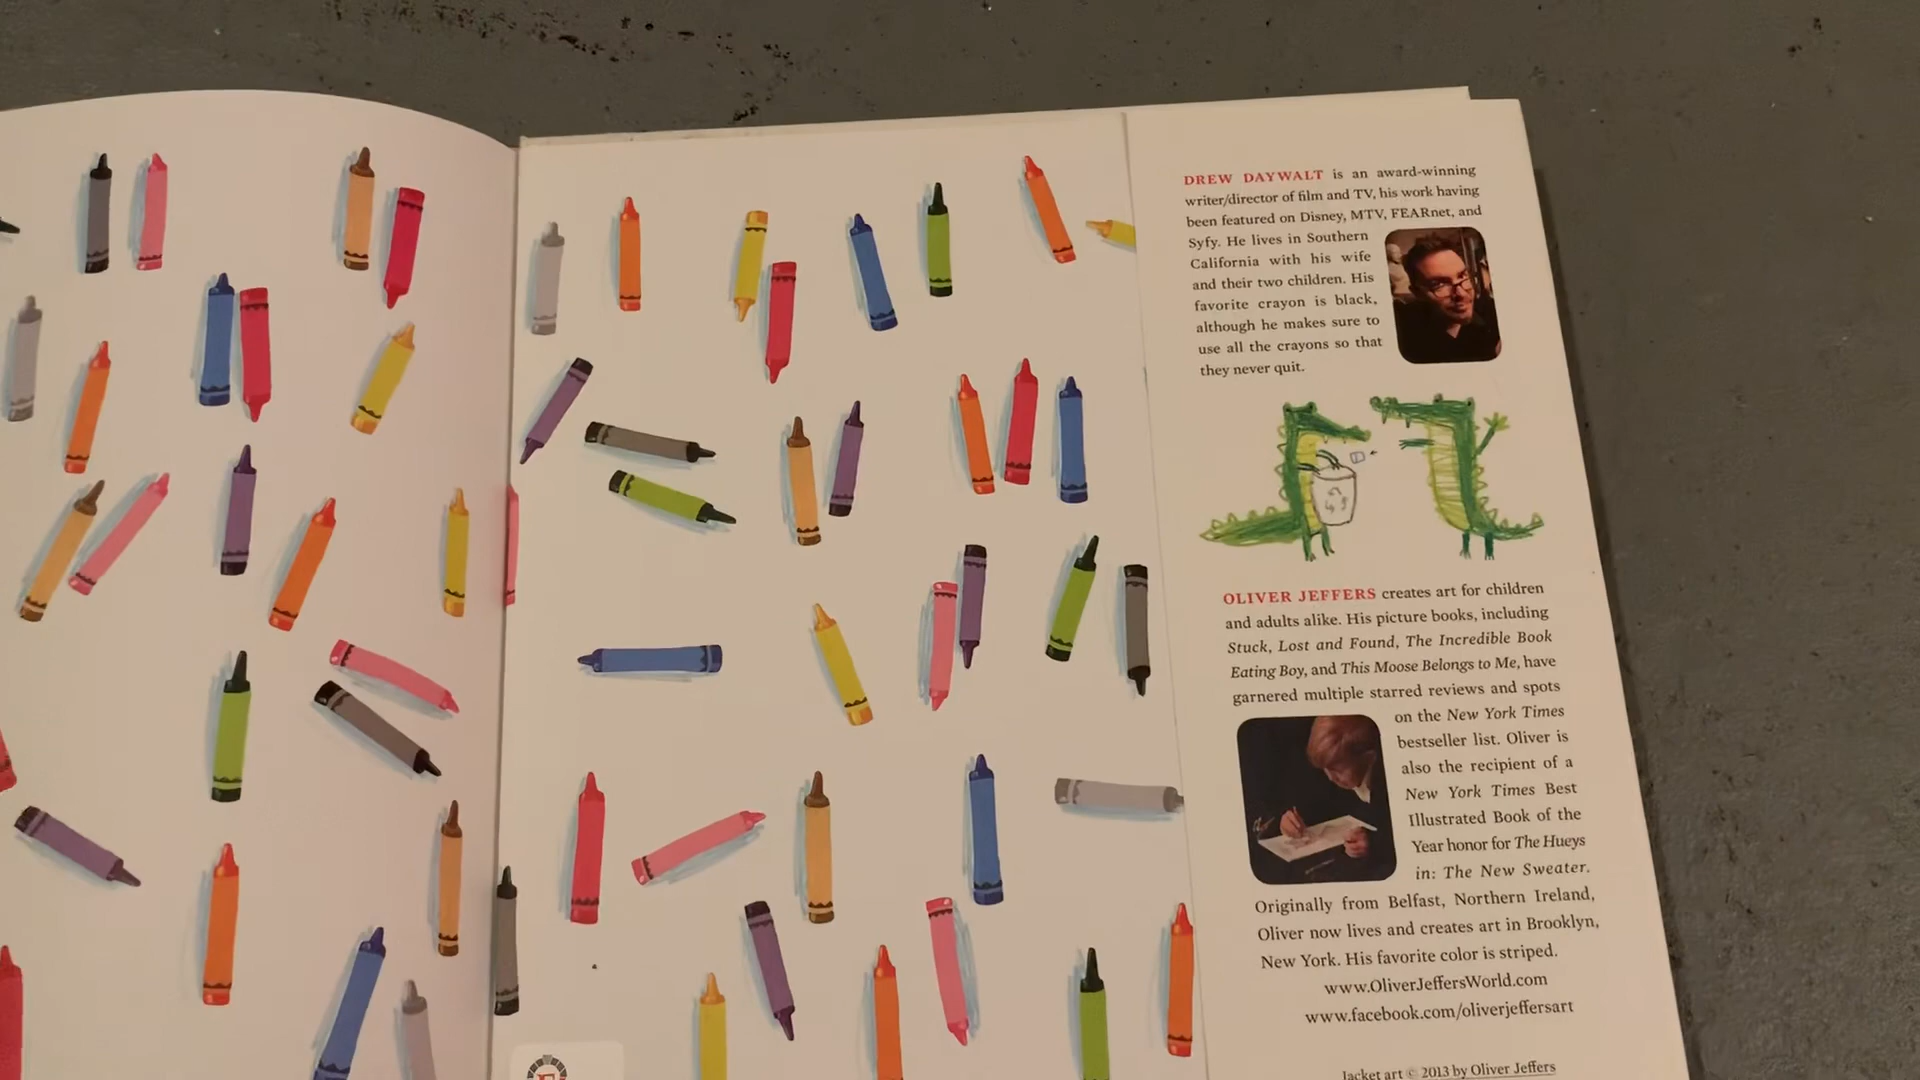 DREW DAYWALT is an award-winning
writer/director of film and TV, his work having
been featured on Disney, MTV, FEARnet, and
Syfy. He lives in Southern
California with his wife
and their two children. His
favorite crayon is black,
although he makes sure to
use all the crayons so that
they never quit.
OLIVER JEFFERS creates art for children
and adults alike. His picture books, including
Stuck, Lost and Found, The Incredible Book
Eating Boy, and This Moose Belongs to Me, have
garnered multiple starred reviews and spots
on the New York Times
bestseller list. Oliver is
also the recipient of a
New York Times Best
Illustrated Book of the
Year honor for The Hueys
in: The New Sweater.
Originally from Belfast, Northern Ireland,
Oliver now lives and creates art in Brooklyn,
New York. His favorite color is striped.
www.OliverJeffersWorld.com
www.facebook.com/oliverjeffersart
Jacket art © 2013 by Oliver Jeffers